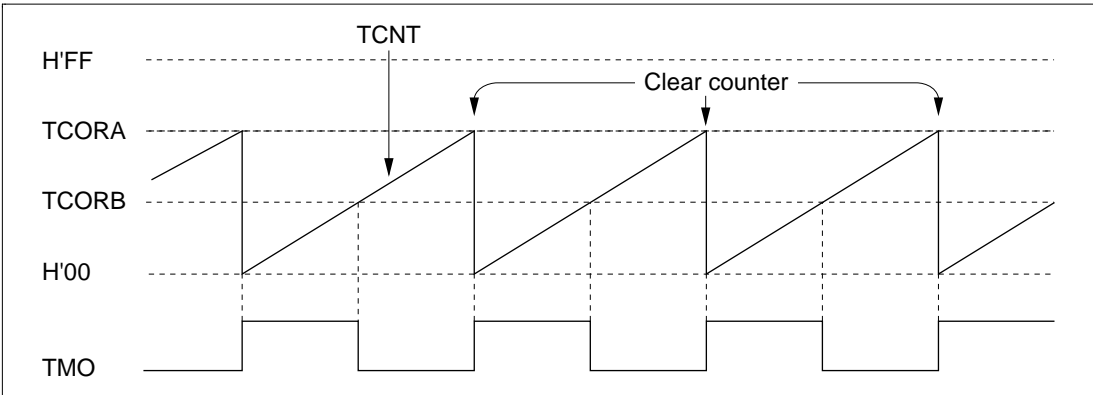 TCNT
H'FF
Clear counter
TCORA
TCORB
H'00
TMO